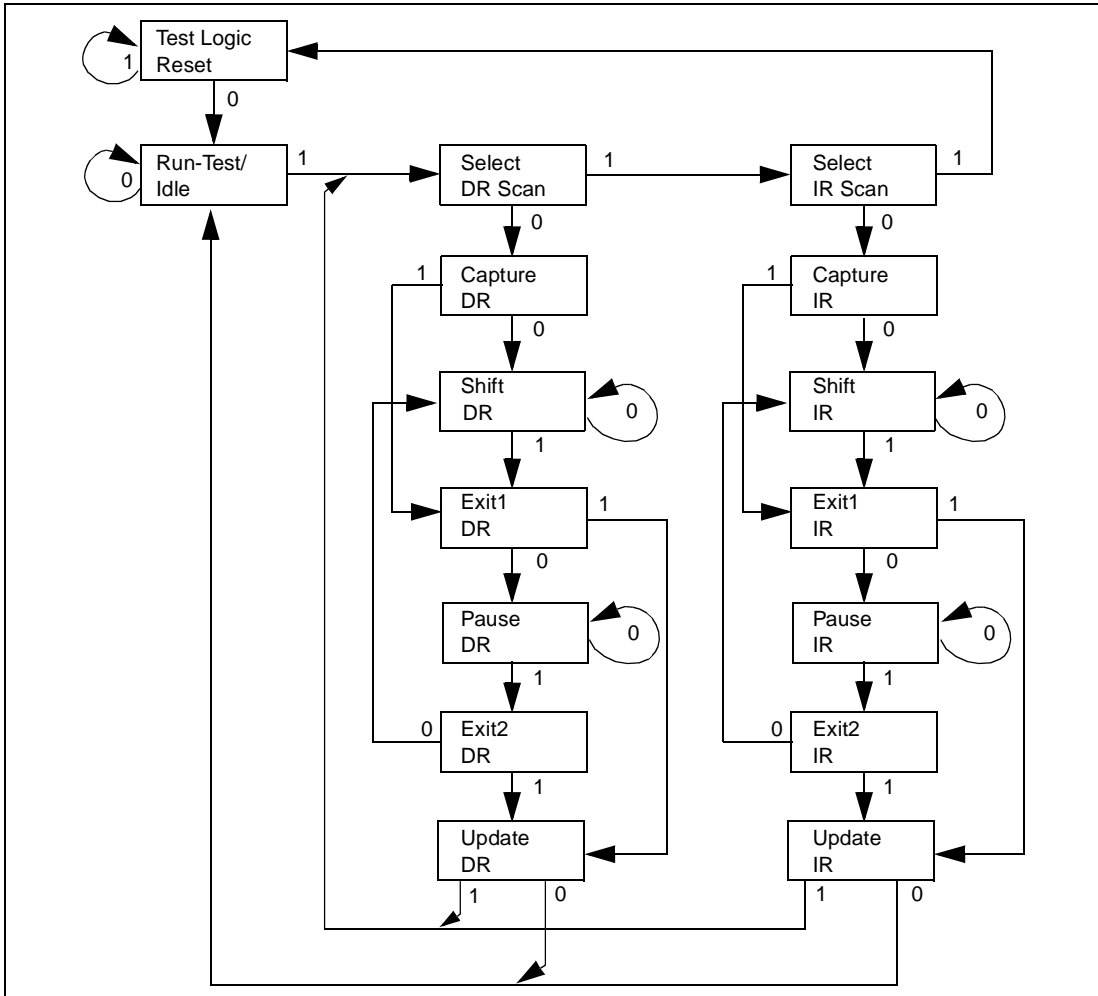 Test Logic
Reset
1
0
Run-Test/
Idle
0
1
Select
DR Scan
1
Select
IR Scan
1
0
0
1
Capture
DR
1
Capture
IR
0
0
Shift
DR
0
Shift
IR
0
1
1
Exit1
DR
1
Exit1
IR
1
0
0
Pause
DR
0
Pause
IR
0
1
1
0
Exit2
DR
0
Exit2
IR
1
1
Update
DR
Update
IR
1
0
1
0